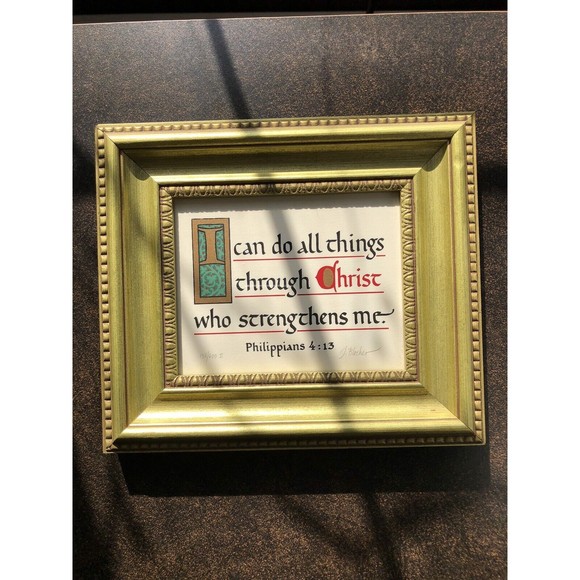 I can do all things
through Christ
who strengthens me.
Philippians 4:13